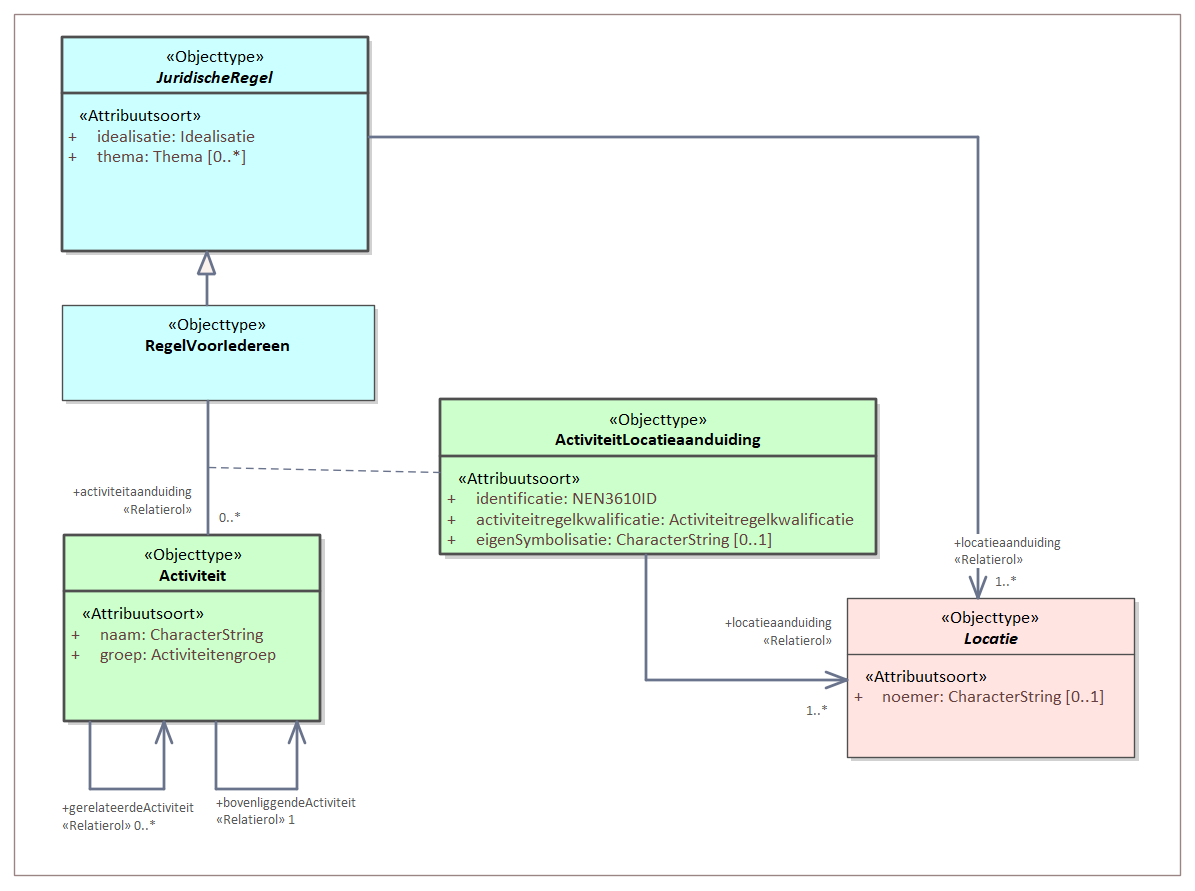 «Objecttype»
JuridischeRegel
«Attribuutsoort»
+ idealisatie: Idealisatie
+ thema: Thema [0..*]
«Objecttype»
RegelVoorIedereen
«Objecttype»
ActiviteitLocatieaanduiding
«Attribuutsoort»
+ identificatie: NEN3610ID
+ activiteitregelkwalificatie: Activiteitregelkwalificatie
+ eigenSymbolisatie: CharacterString [0..1]
+activiteitaanduiding
«Relatierol»
0..*
«Objecttype»
Activiteit
«Attribuutsoort»
+ naam: CharacterString
+ groep: Activiteitengroep
+locatieaanduiding
«Relatierol»
1..*
+locatieaanduiding
«Relatierol»
1..*
«Objecttype»
Locatie
«Attribuutsoort»
+ noemer: CharacterString [0..1]
+gerelateerdeActiviteit
«Relatierol» 0..*
+bovenliggendeActiviteit
«Relatierol» 1